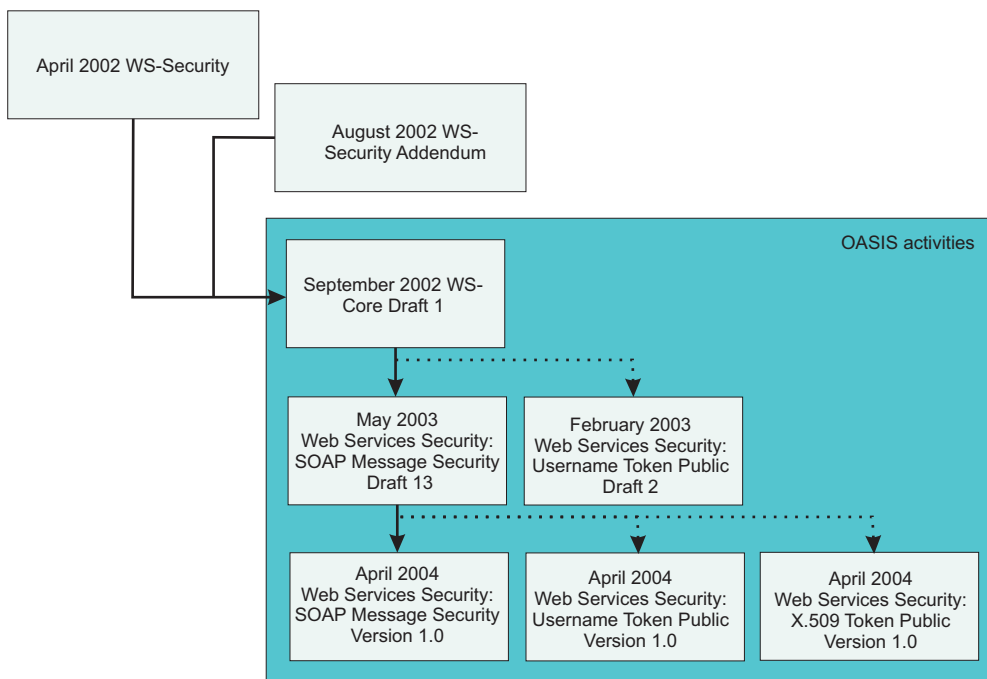 April 2002 WS-Security
August 2002 WS-
Security Addendum
OASIS activities
September 2002 WS-
Core Draft 1
May 2003
Web Services Security:
SOAP Message Security
Draft 13
February 2003
Web Services Security:
Username Token Public
Draft 2
April 2004
Web Services Security:
SOAP Message Security
Version 1.0
April 2004
Web Services Security:
Username Token Public
Version 1.0
April 2004
Web Services Security:
X.509 Token Public
Version 1.0